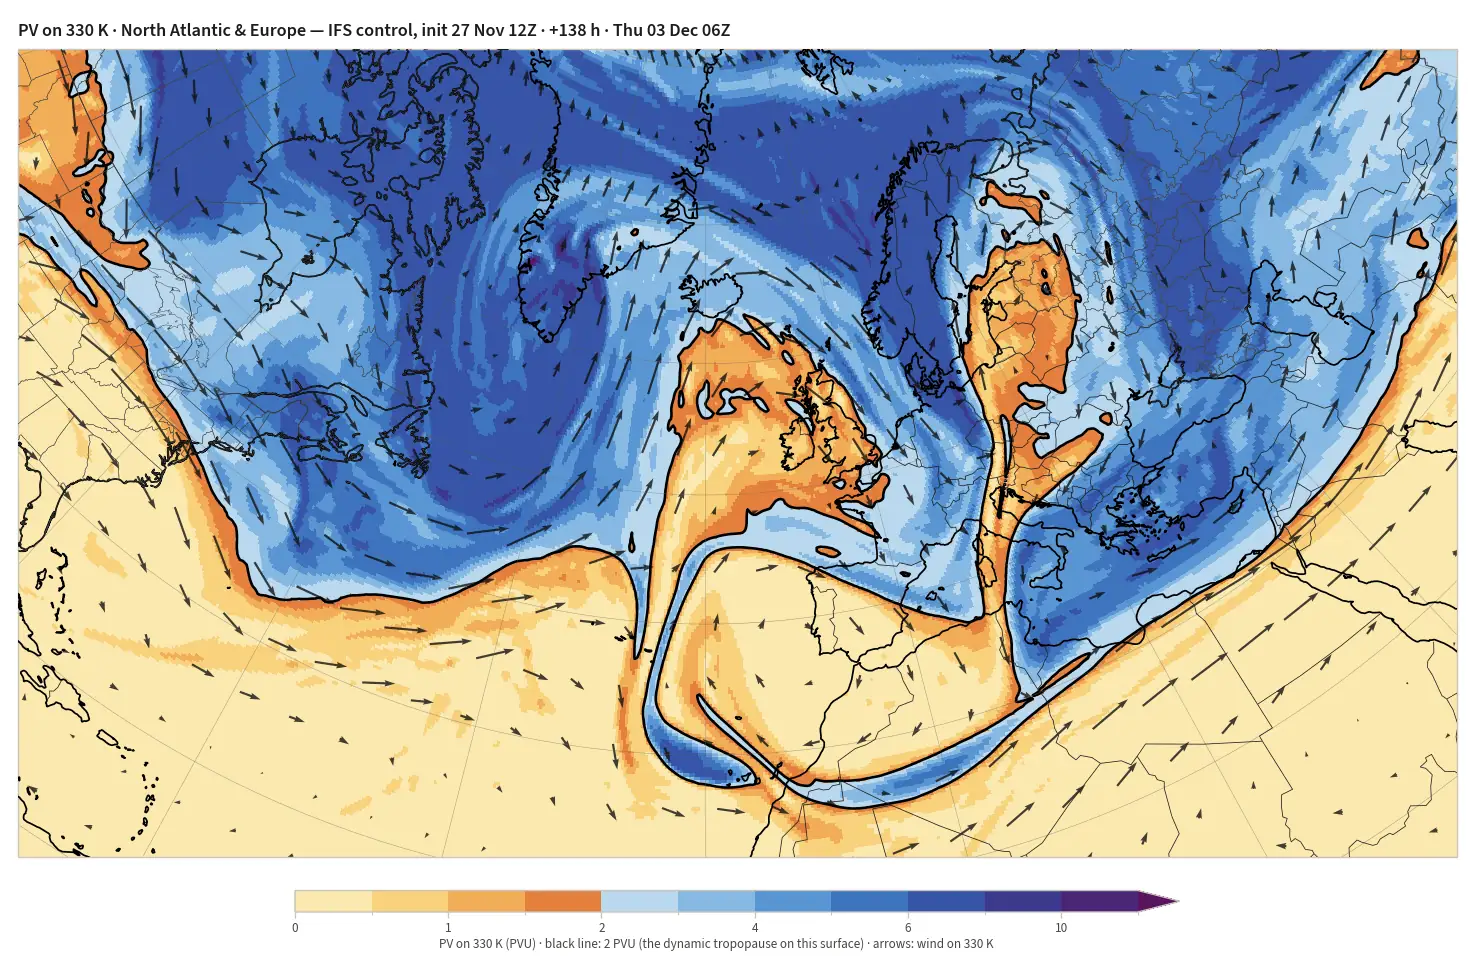 PV on 330 K · North Atlantic & Europe — IFS control, init 27 Nov 12Z · +138 h · Thu 03 Dec 06Z
0 1 2 4 6 10
PV on 330 K (PVU) · black line: 2 PVU (the dynamic tropopause on this surface) · arrows: wind on 330 K